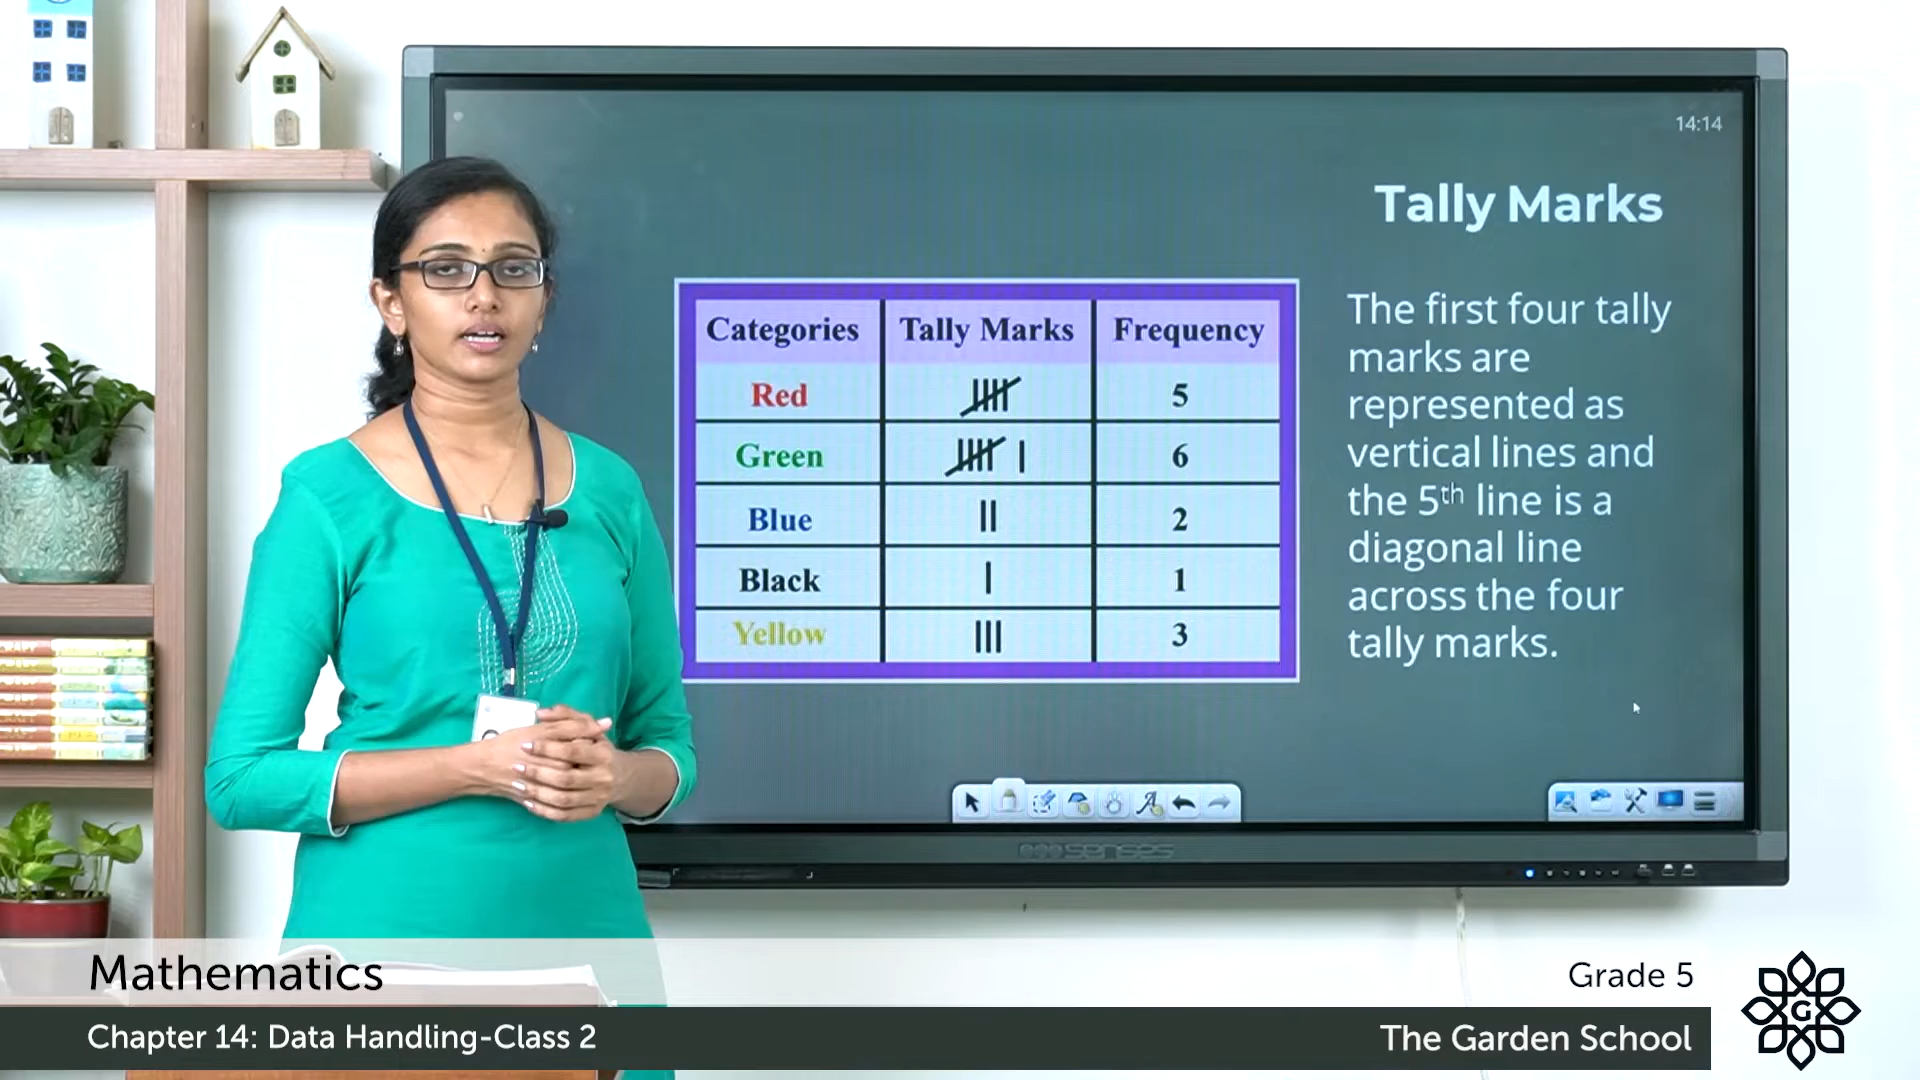 14:14
Tally Marks
Categories Tally Marks Frequency
Red 5
Green 6
Blue 2
Black 1
Yellow 3
The first four tally
marks are
represented as
vertical lines and
the 5th line is a
diagonal line
across the four
tally marks.
Mathematics
Grade 5
Chapter 14: Data Handling-Class 2
The Garden School
G